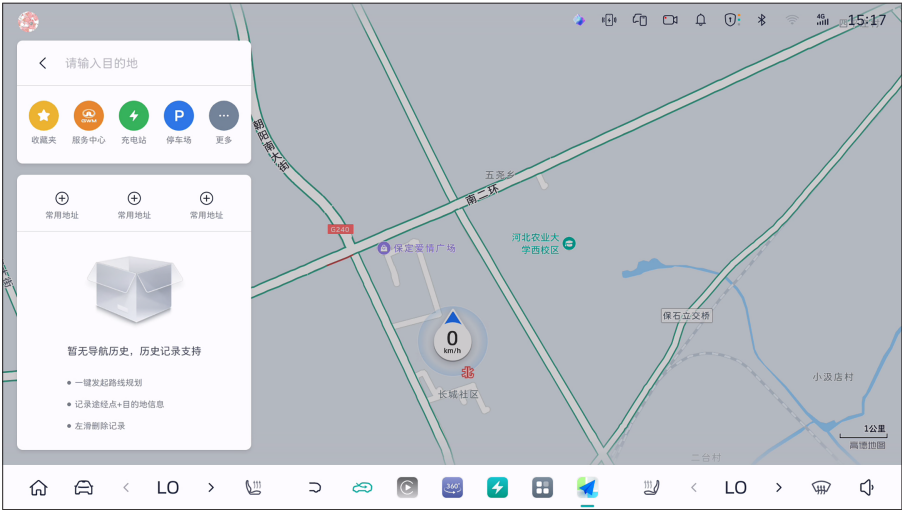 4G
15:17
请输入目的地
GWM
P
收藏夹
服务中心
充电站
停车场
更多
常用地址
常用地址
常用地址
暂无导航历史，历史记录支持
一键发起路线规划
记录途经点+目的地信息
左滑删除记录
朝阳南大街
五尧乡
南二环
G240
保定爱情广场
河北农业大
学西校区
保石立交桥
0
km/h
北
长城社区
小汲店村
1公里
高德地图
二台村
LO
360°
LO